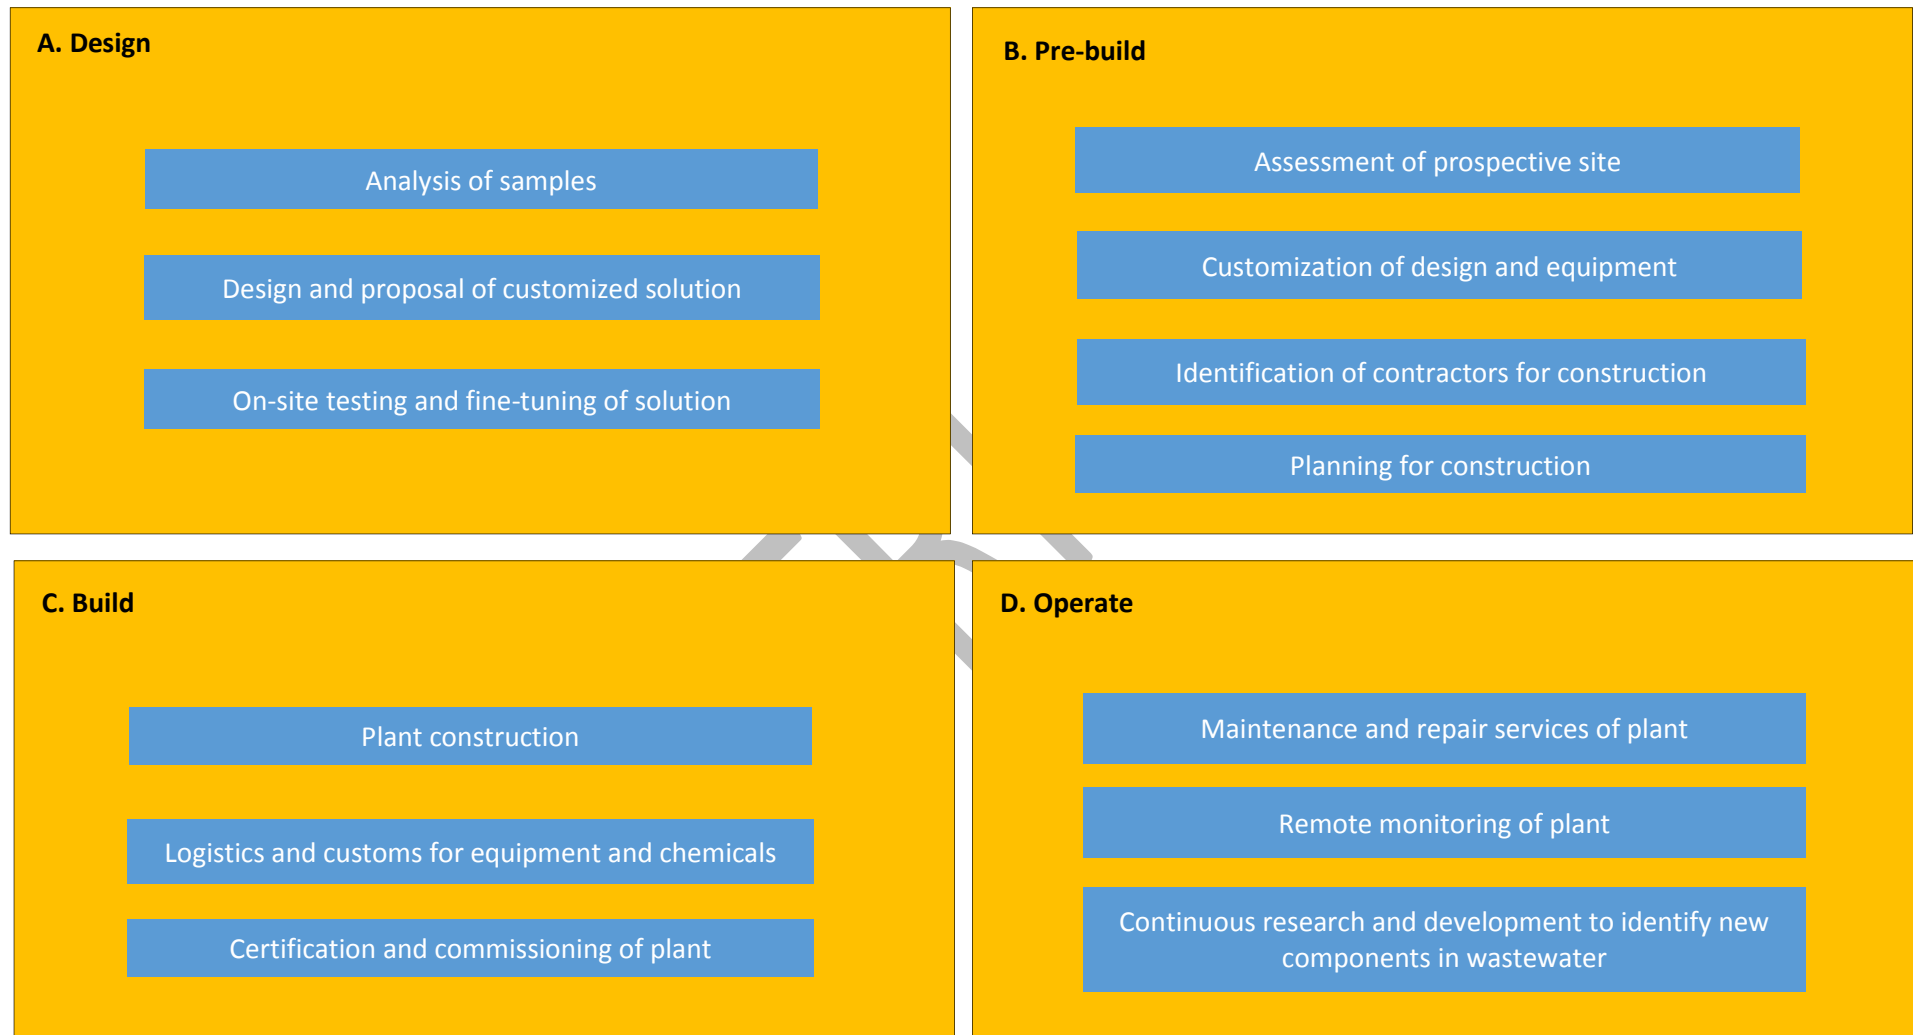 A. Design
Analysis of samples
Design and proposal of customized solution
On-site testing and fine-tuning of solution
B. Pre-build
Assessment of prospective site
Customization of design and equipment
Identification of contractors for construction
Planning for construction
C. Build
Plant construction
Logistics and customs for equipment and chemicals
Certification and commissioning of plant
D. Operate
Maintenance and repair services of plant
Remote monitoring of plant
Continuous research and development to identify new
components in wastewater